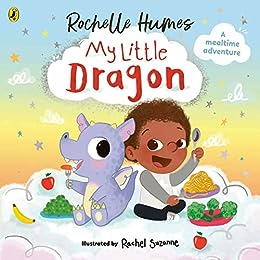 Rochelle Humes
My Little
Dragon
A
mealtime
adventure
Illustrated by Rachel Suzanne